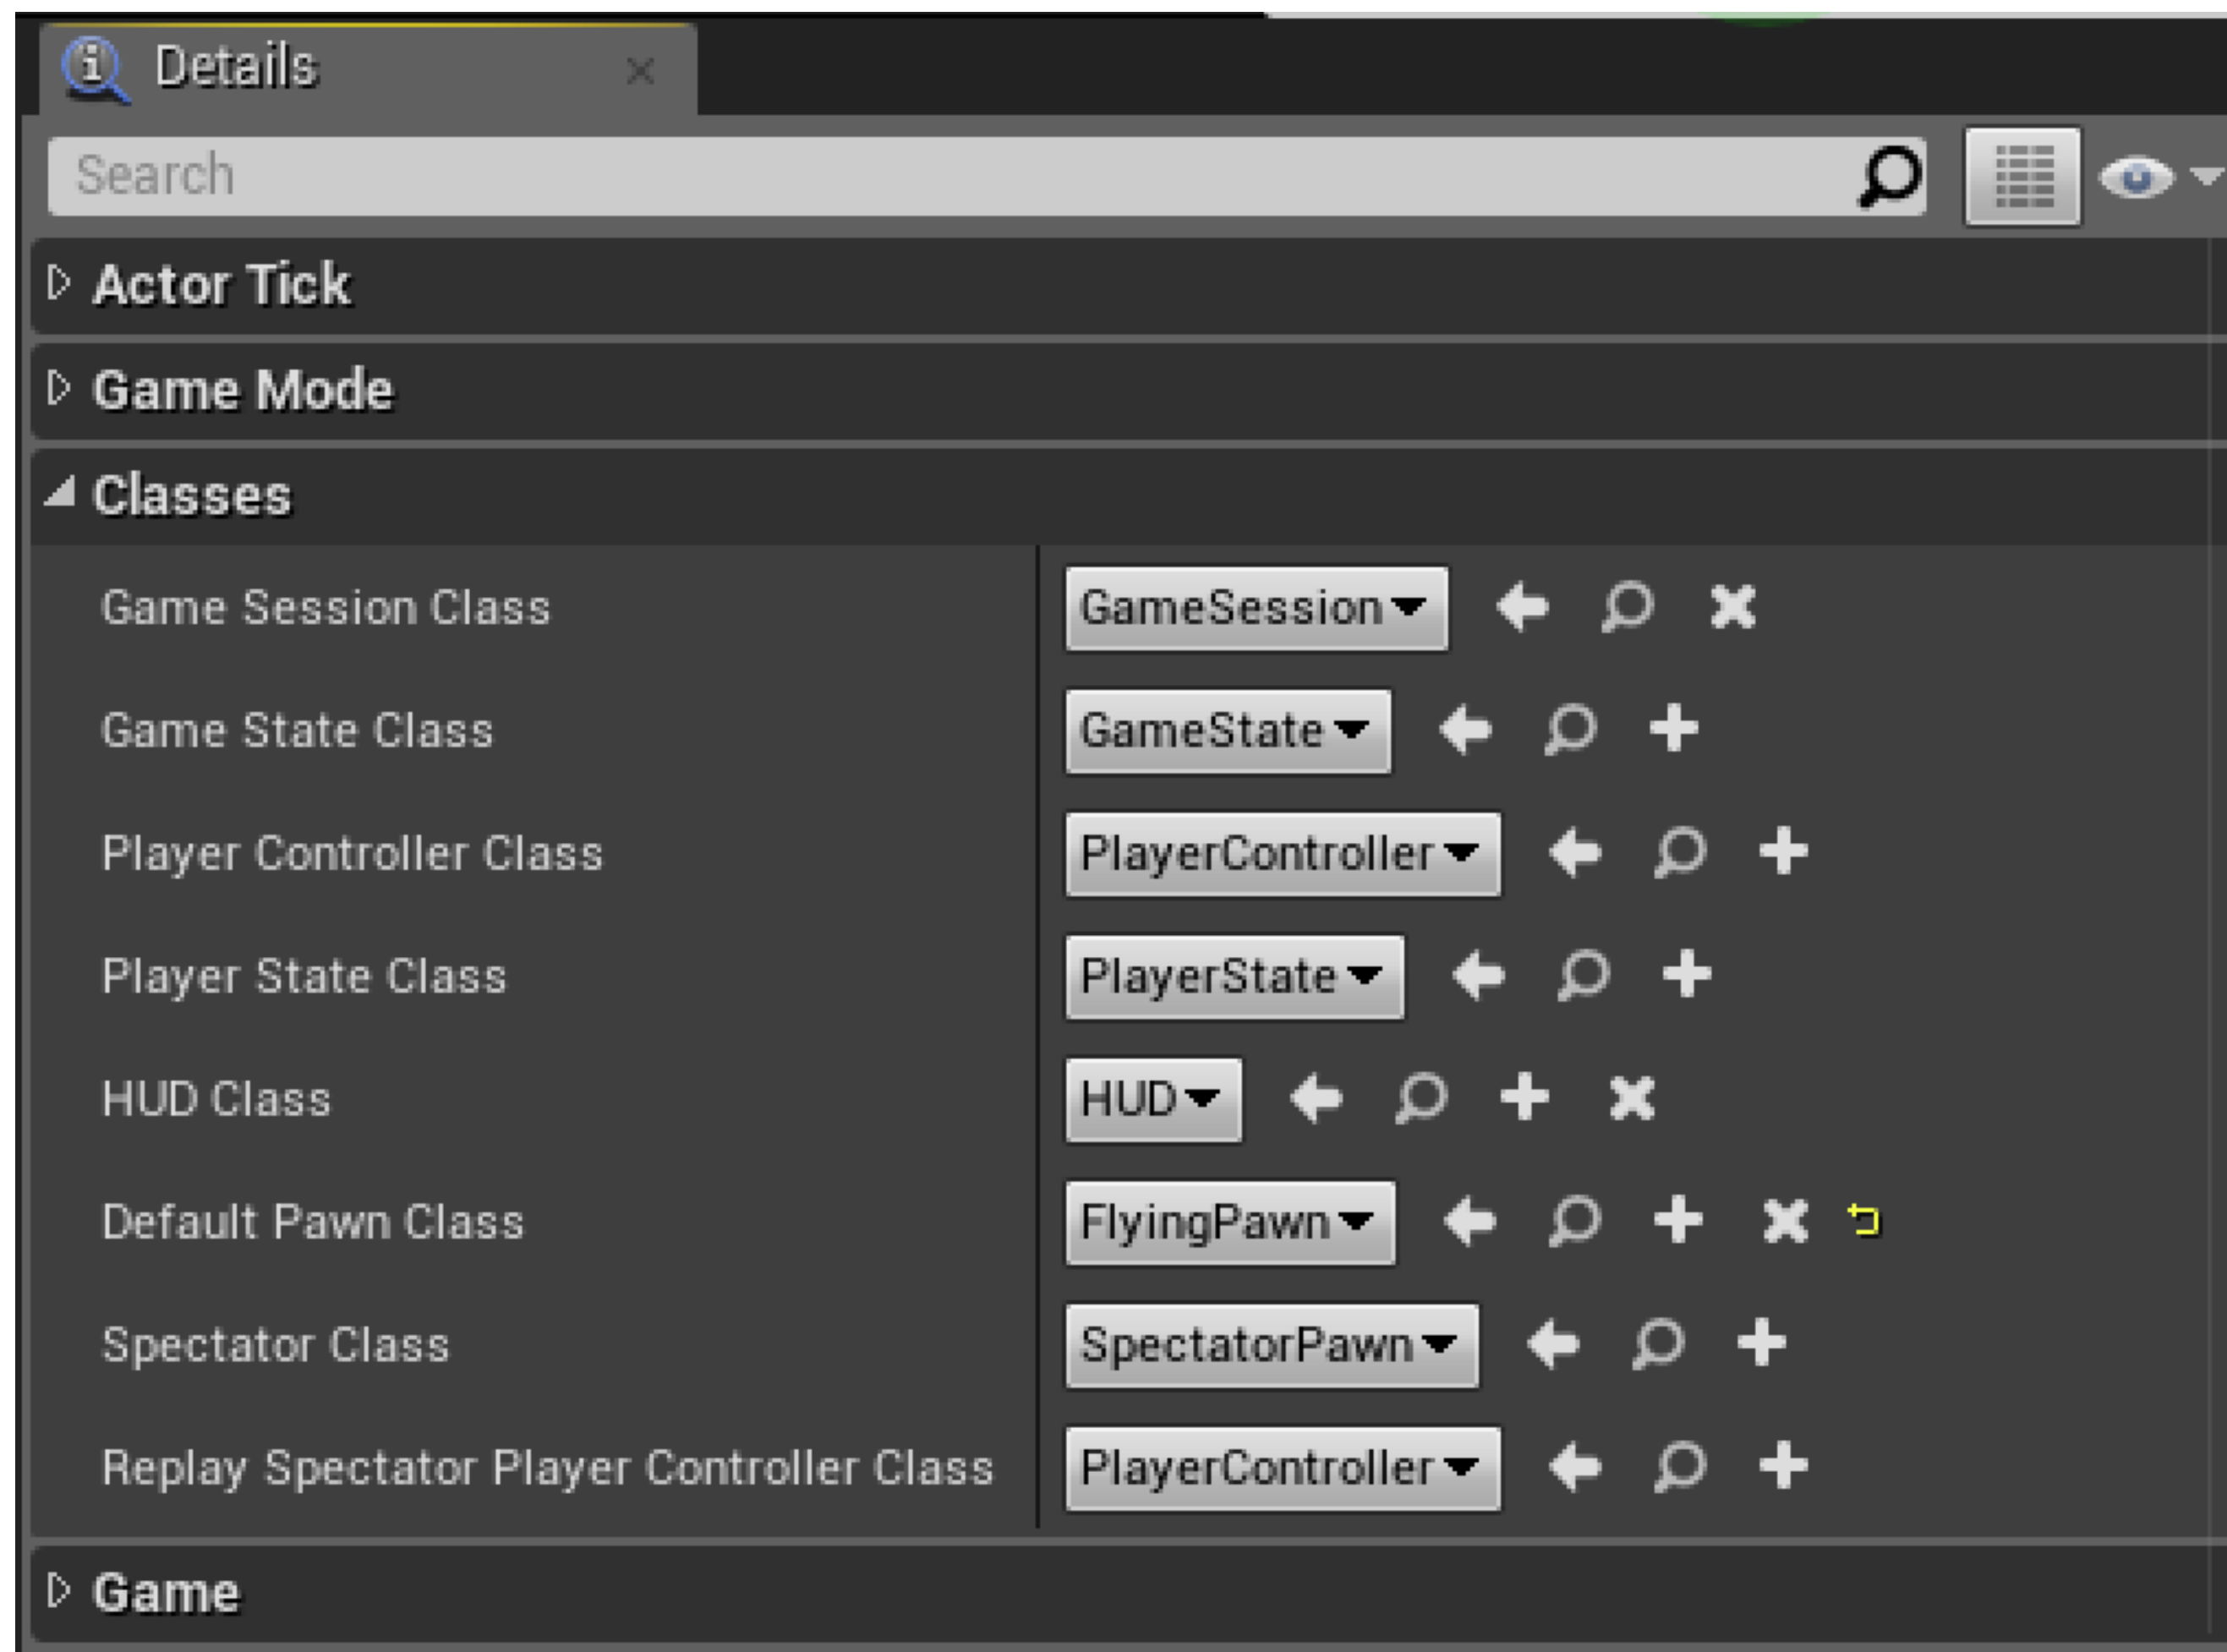 Details
Search
Actor Tick
Game Mode
Classes
Game Session Class GameSession
Game State Class GameState
Player Controller Class PlayerController
Player State Class PlayerState
HUD Class HUD
Default Pawn Class FlyingPawn
Spectator Class SpectatorPawn
Replay Spectator Player Controller Class PlayerController
Game